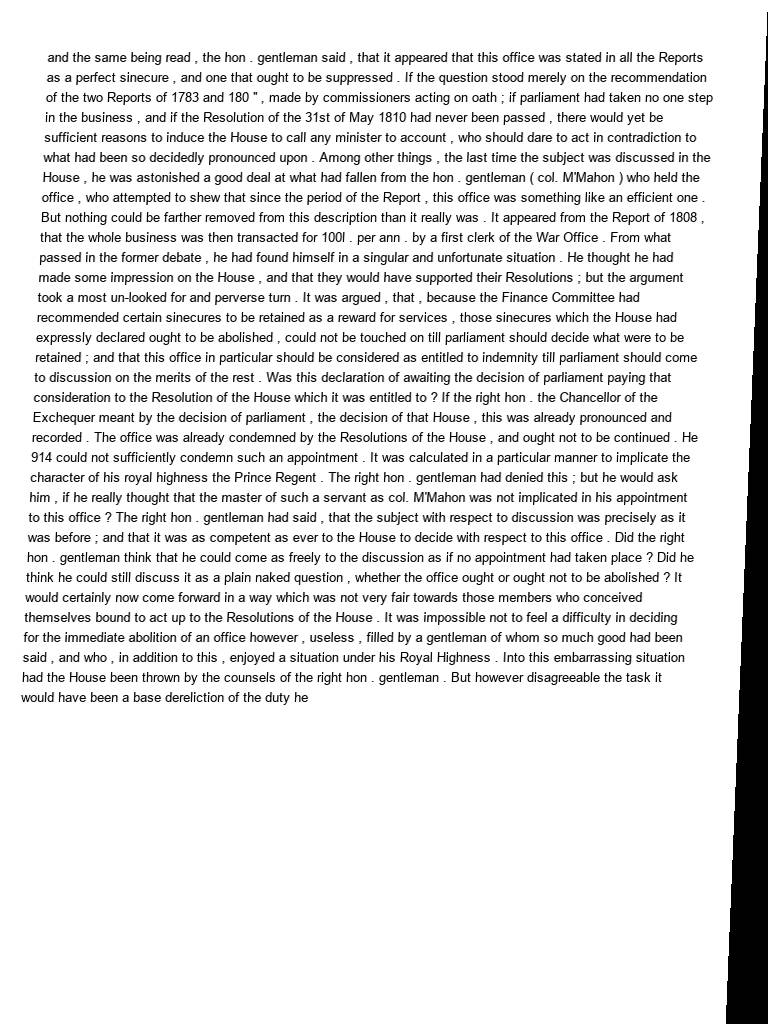 and the same being read , the hon . gentleman said , that it appeared that this office was stated in all the Reports
as a perfect sinecure , and one that ought to be suppressed . If the question stood merely on the recommendation
of the two Reports of 1783 and 180 " , made by commissioners acting on oath ; if parliament had taken no one step
in the business , and if the Resolution of the 31st of May 1810 had never been passed , there would yet be
sufficient reasons to induce the House to call any minister to account , who should dare to act in contradiction to
what had been so decidedly pronounced upon . Among other things , the last time the subject was discussed in the
House , he was astonished a good deal at what had fallen from the hon . gentleman ( col. M'Mahon ) who held the
office , who attempted to shew that since the period of the Report , this office was something like an efficient one .
But nothing could be farther removed from this description than it really was . It appeared from the Report of 1808 ,
that the whole business was then transacted for 100l . per ann . by a first clerk of the War Office . From what
passed in the former debate , he had found himself in a singular and unfortunate situation . He thought he had
made some impression on the House , and that they would have supported their Resolutions ; but the argument
took a most un-looked for and perverse turn . It was argued , that , because the Finance Committee had
recommended certain sinecures to be retained as a reward for services , those sinecures which the House had
expressly declared ought to be abolished , could not be touched on till parliament should decide what were to be
retained ; and that this office in particular should be considered as entitled to indemnity till parliament should come
to discussion on the merits of the rest . Was this declaration of awaiting the decision of parliament paying that
consideration to the Resolution of the House which it was entitled to ? If the right hon . the Chancellor of the
Exchequer meant by the decision of parliament , the decision of that House , this was already pronounced and
recorded . The office was already condemned by the Resolutions of the House , and ought not to be continued . He
914 could not sufficiently condemn such an appointment . It was calculated in a particular manner to implicate the
character of his royal highness the Prince Regent . The right hon . gentleman had denied this ; but he would ask
him , if he really thought that the master of such a servant as col. M'Mahon was not implicated in his appointment
to this office ? The right hon . gentleman had said , that the subject with respect to discussion was precisely as it
was before ; and that it was as competent as ever to the House to decide with respect to this office . Did the right
hon . gentleman think that he could come as freely to the discussion as if no appointment had taken place ? Did he
think he could still discuss it as a plain naked question , whether the office ought or ought not to be abolished ? It
would certainly now come forward in a way which was not very fair towards those members who conceived
themselves bound to act up to the Resolutions of the House . It was impossible not to feel a difficulty in deciding
for the immediate abolition of an office however , useless , filled by a gentleman of whom so much good had been
said , and who , in addition to this , enjoyed a situation under his Royal Highness . Into this embarrassing situation
had the House been thrown by the counsels of the right hon . gentleman . But however disagreeable the task it
would have been a base dereliction of the duty he